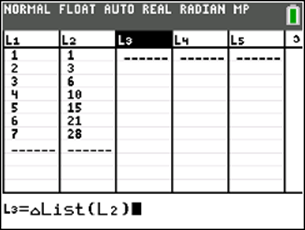 NORMAL FLOAT AUTO REAL RADIAN MP
L1 L2 L3 L4 L5
1 1 ------ ------ ------
2 3
3 6
4 10
5 15
6 21
7 28
------ ------
L3=△List(L2)